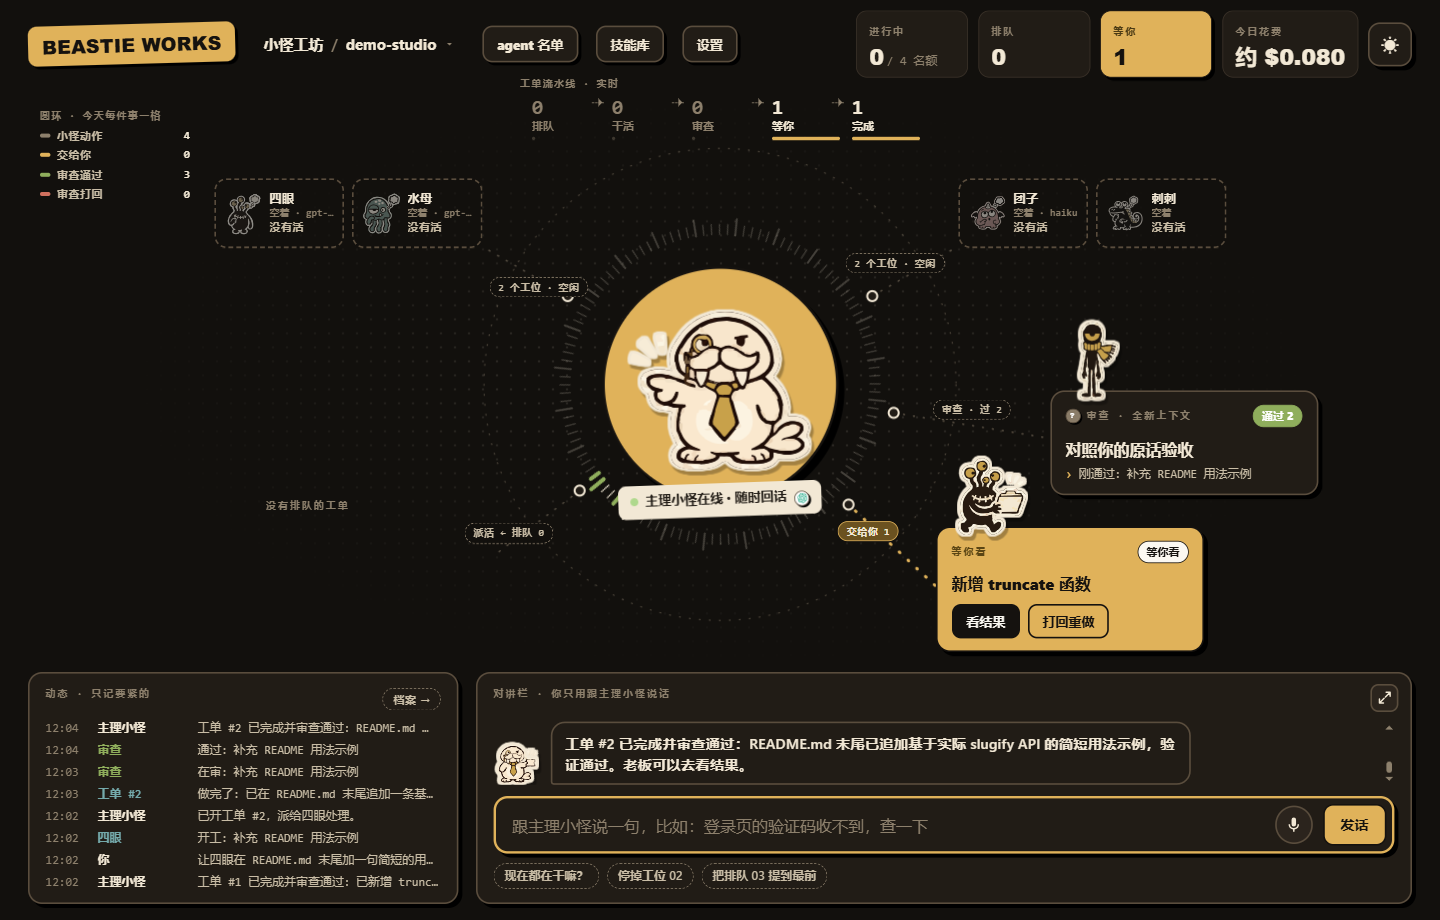 BEASTIE WORKS
小怪工坊 / demo-studio
agent 名单
技能库
设置
进行中
0 / 4 名额
排队
0
等你
1
今日花费
约 $0.080
工单流水线 · 实时
0 → 0 → 0 → 1 → 1
排队 干活 审查 等你 完成
圆环 · 今天每件事一格
小怪动作 4
交给你 0
审查通过 3
审查打回 0
四眼
空着 · gpt-…
没有活
水母
空着 · gpt-…
没有活
团子
空着 · haiku
没有活
刺刺
空着
没有活
2 个工位 · 空闲
2 个工位 · 空闲
审查 · 过 2
? 审查 · 全新上下文
通过 2
对照你的原话验收
› 刚通过: 补充 README 用法示例
主理小怪在线 · 随时回话
没有排队的工单
派活 ← 排队 0
交给你 1
等你看
等你看
新增 truncate 函数
看结果
打回重做
动态 · 只记要紧的
档案 →
12:04 主理小怪 工单 #2 已完成并审查通过: README.md …
12:04 审查 通过: 补充 README 用法示例
12:03 审查 在审: 补充 README 用法示例
12:03 工单 #2 做完了: 已在 README.md 末尾追加一条基…
12:02 主理小怪 已开工单 #2, 派给四眼处理。
12:02 四眼 开工: 补充 README 用法示例
12:02 你 让四眼在 README.md 末尾加一句简短的用…
12:02 主理小怪 工单 #1 已完成并审查通过: 已新增 trunc…
对讲栏 · 你只用跟主理小怪说话
工单 #2 已完成并审查通过：README.md 末尾已追加基于实际 slugify API 的简短用法示例，验
证通过。老板可以去看结果。
跟主理小怪说一句，比如：登录页的验证码收不到，查一下
发话
现在都在干嘛?
停掉工位 02
把排队 03 提到最前